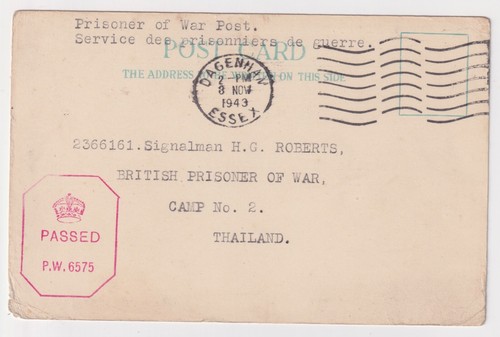 Prisoner of War Post.
Service des prisonniers de guerre.
POST CARD
THE ADDRESS TO BE WRITTEN ON THIS SIDE
DAGENHAM
2 - PM
8 NOV
1943
ESSEX
2366161.Signalman H.G. ROBERTS,
BRITISH PRISONER OF WAR,
CAMP No. 2.
THAILAND.
PASSED
P.W. 6575